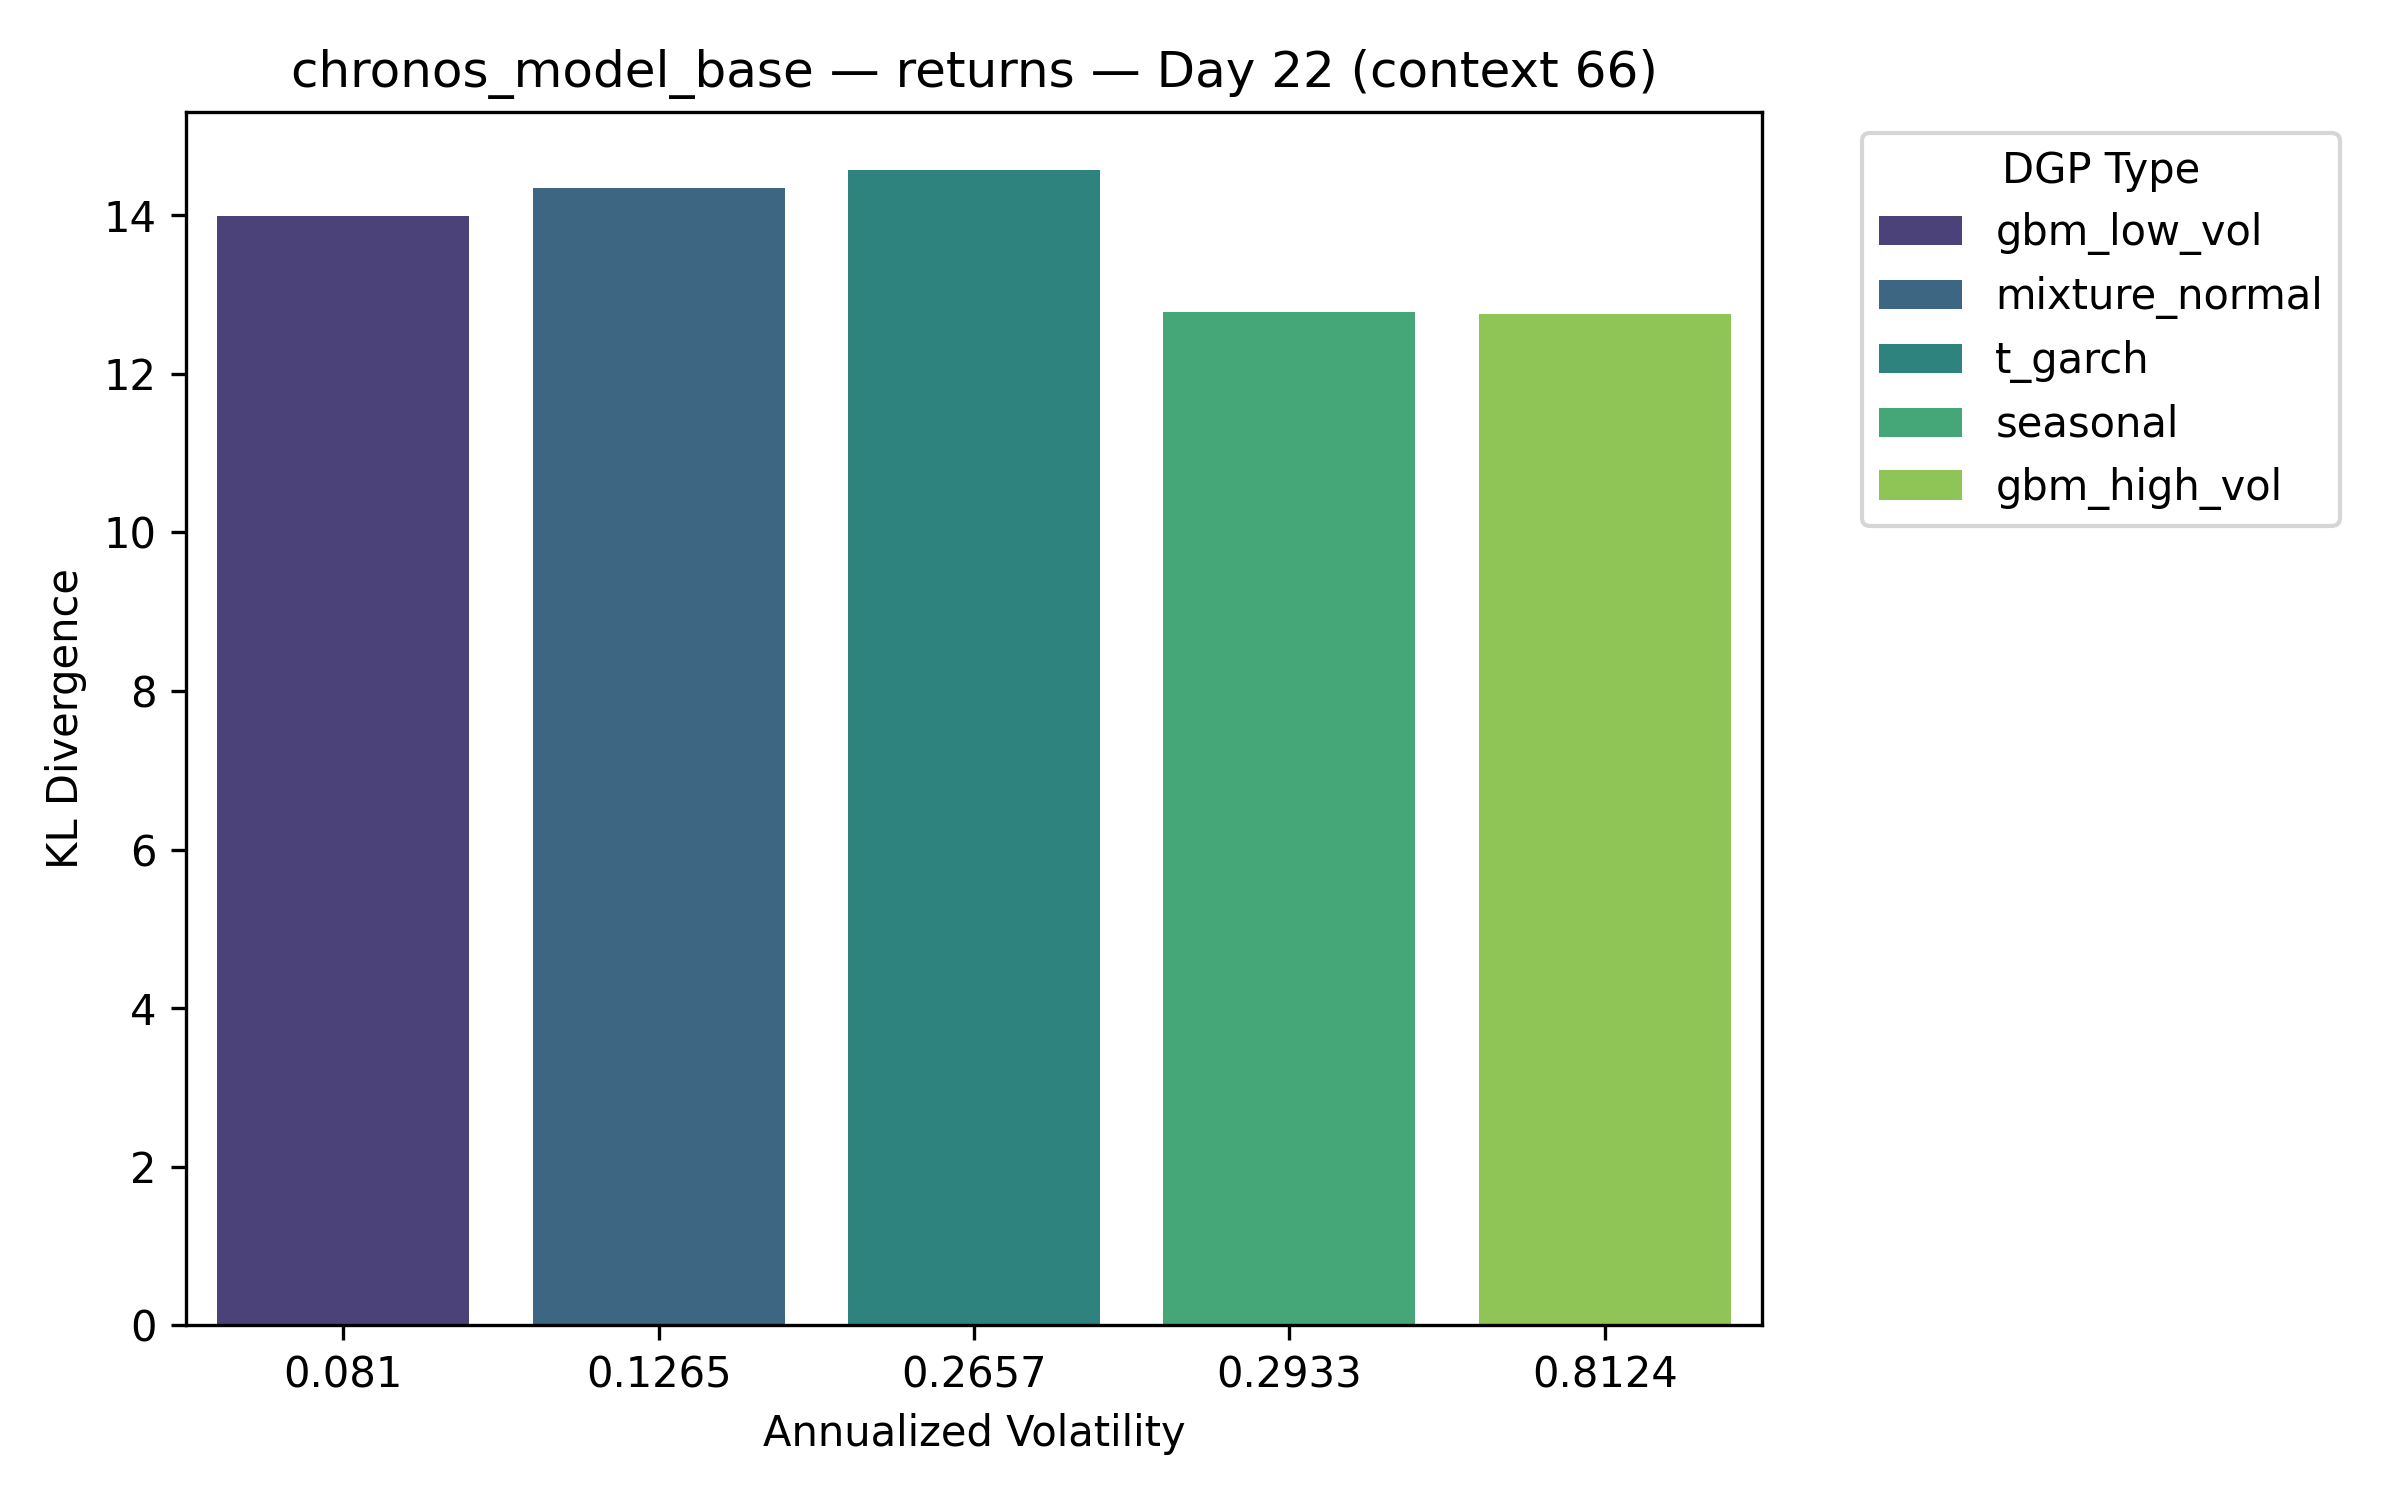 chronos_model_base — returns — Day 22 (context 66)
KL Divergence
14
12
10
8
6
4
2
0
0.081
0.1265
0.2657
0.2933
0.8124
Annualized Volatility
DGP Type
gbm_low_vol
mixture_normal
t_garch
seasonal
gbm_high_vol